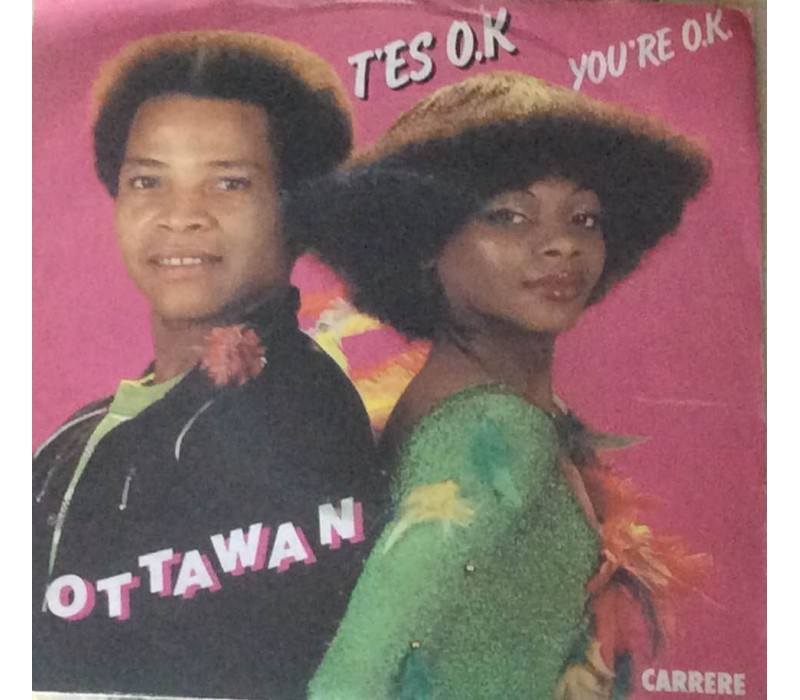 T'ES O.K
YOU'RE O.K.
OTTAWAN
CARRERE